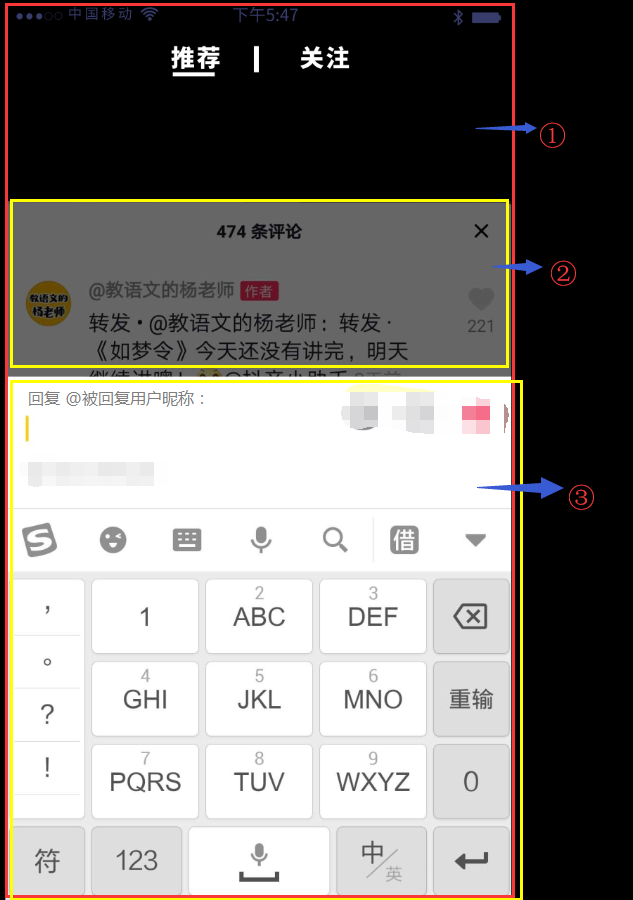 中国移动 下午5:47
推荐 | 关注
①
474 条评论 ×
②
教语文的
杨老师
@教语文的杨老师 作者
转发·@教语文的杨老师：转发·
《如梦令》今天还没有讲完，明天
221
回复 @被回复用户昵称：
③
S 借
， 1 2 ABC 3 DEF
。 4 GHI 5 JKL 6 MNO 重输
? 7 PQRS 8 TUV 9 WXYZ 0
!
符 123 中/英